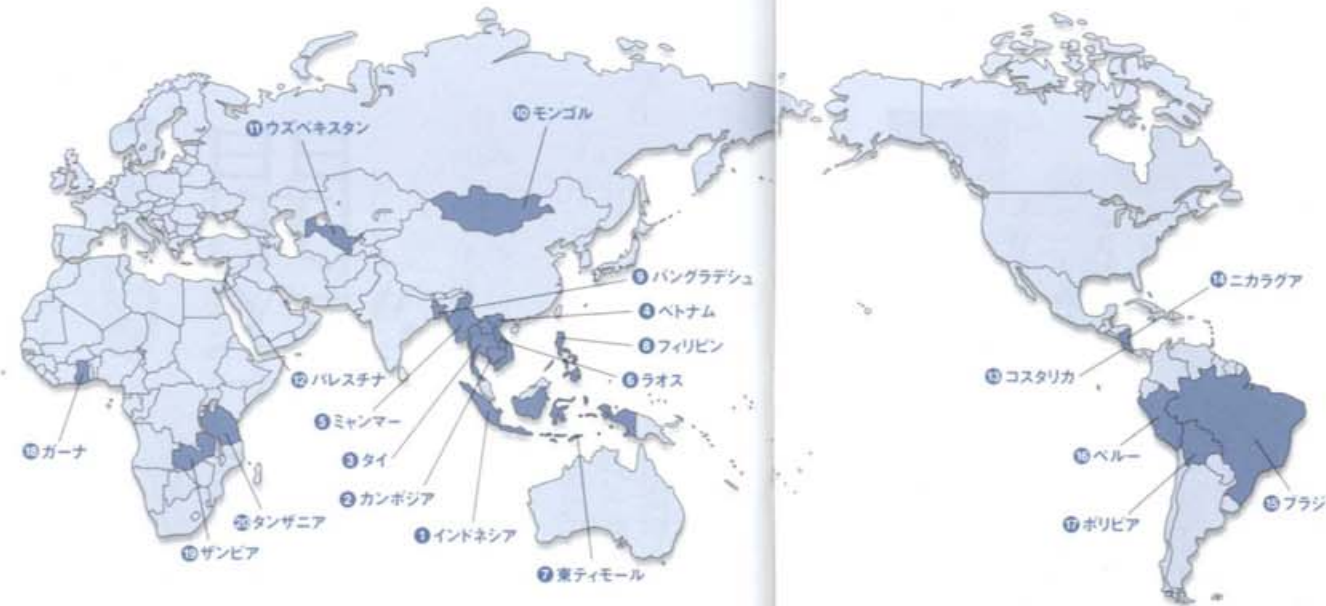 ⑪ウズベキスタン
⑩モンゴル
⑨バングラデシュ
④ベトナム
⑧フィリピン
⑥ラオス
⑫パレスチナ
⑤ミャンマー
③タイ
②カンボジア
①インドネシア
⑦東ティモール
⑱ガーナ
⑳タンザニア
⑲ザンビア
⑭ニカラグア
⑬コスタリカ
⑯ペルー
⑰ボリビア
⑮ブラジ